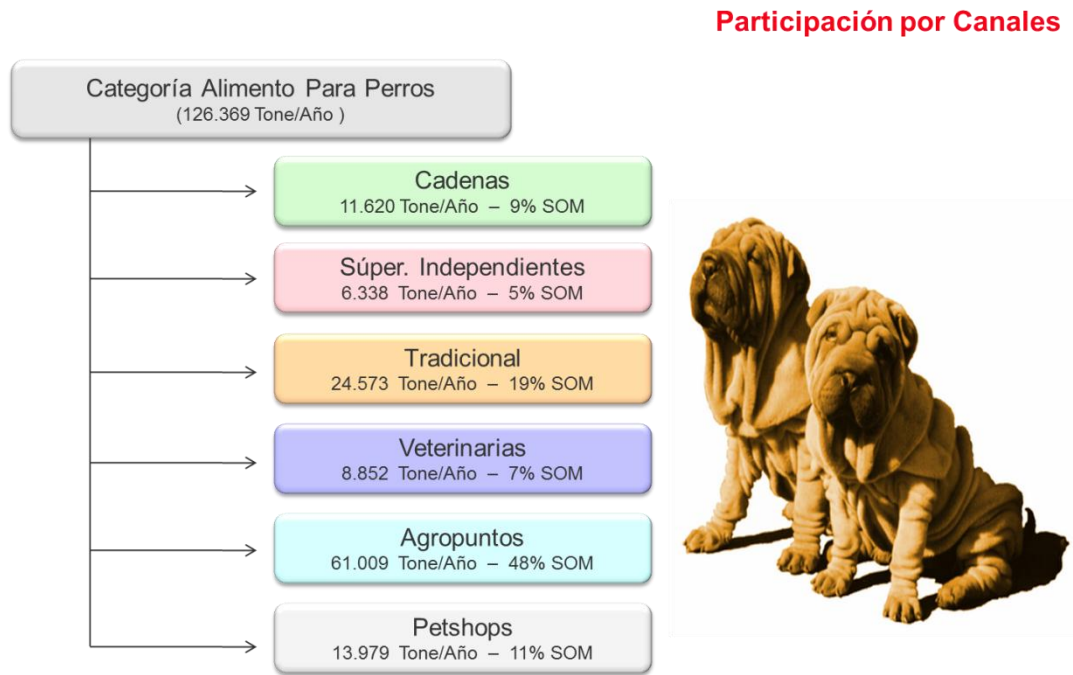 Participación por Canales
Categoría Alimento Para Perros
(126.369 Tone/Año )
Cadenas
11.620 Tone/Año – 9% SOM
Súper. Independientes
6.338 Tone/Año – 5% SOM
Tradicional
24.573 Tone/Año – 19% SOM
Veterinarias
8.852 Tone/Año – 7% SOM
Agropuntos
61.009 Tone/Año – 48% SOM
Petshops
13.979 Tone/Año – 11% SOM